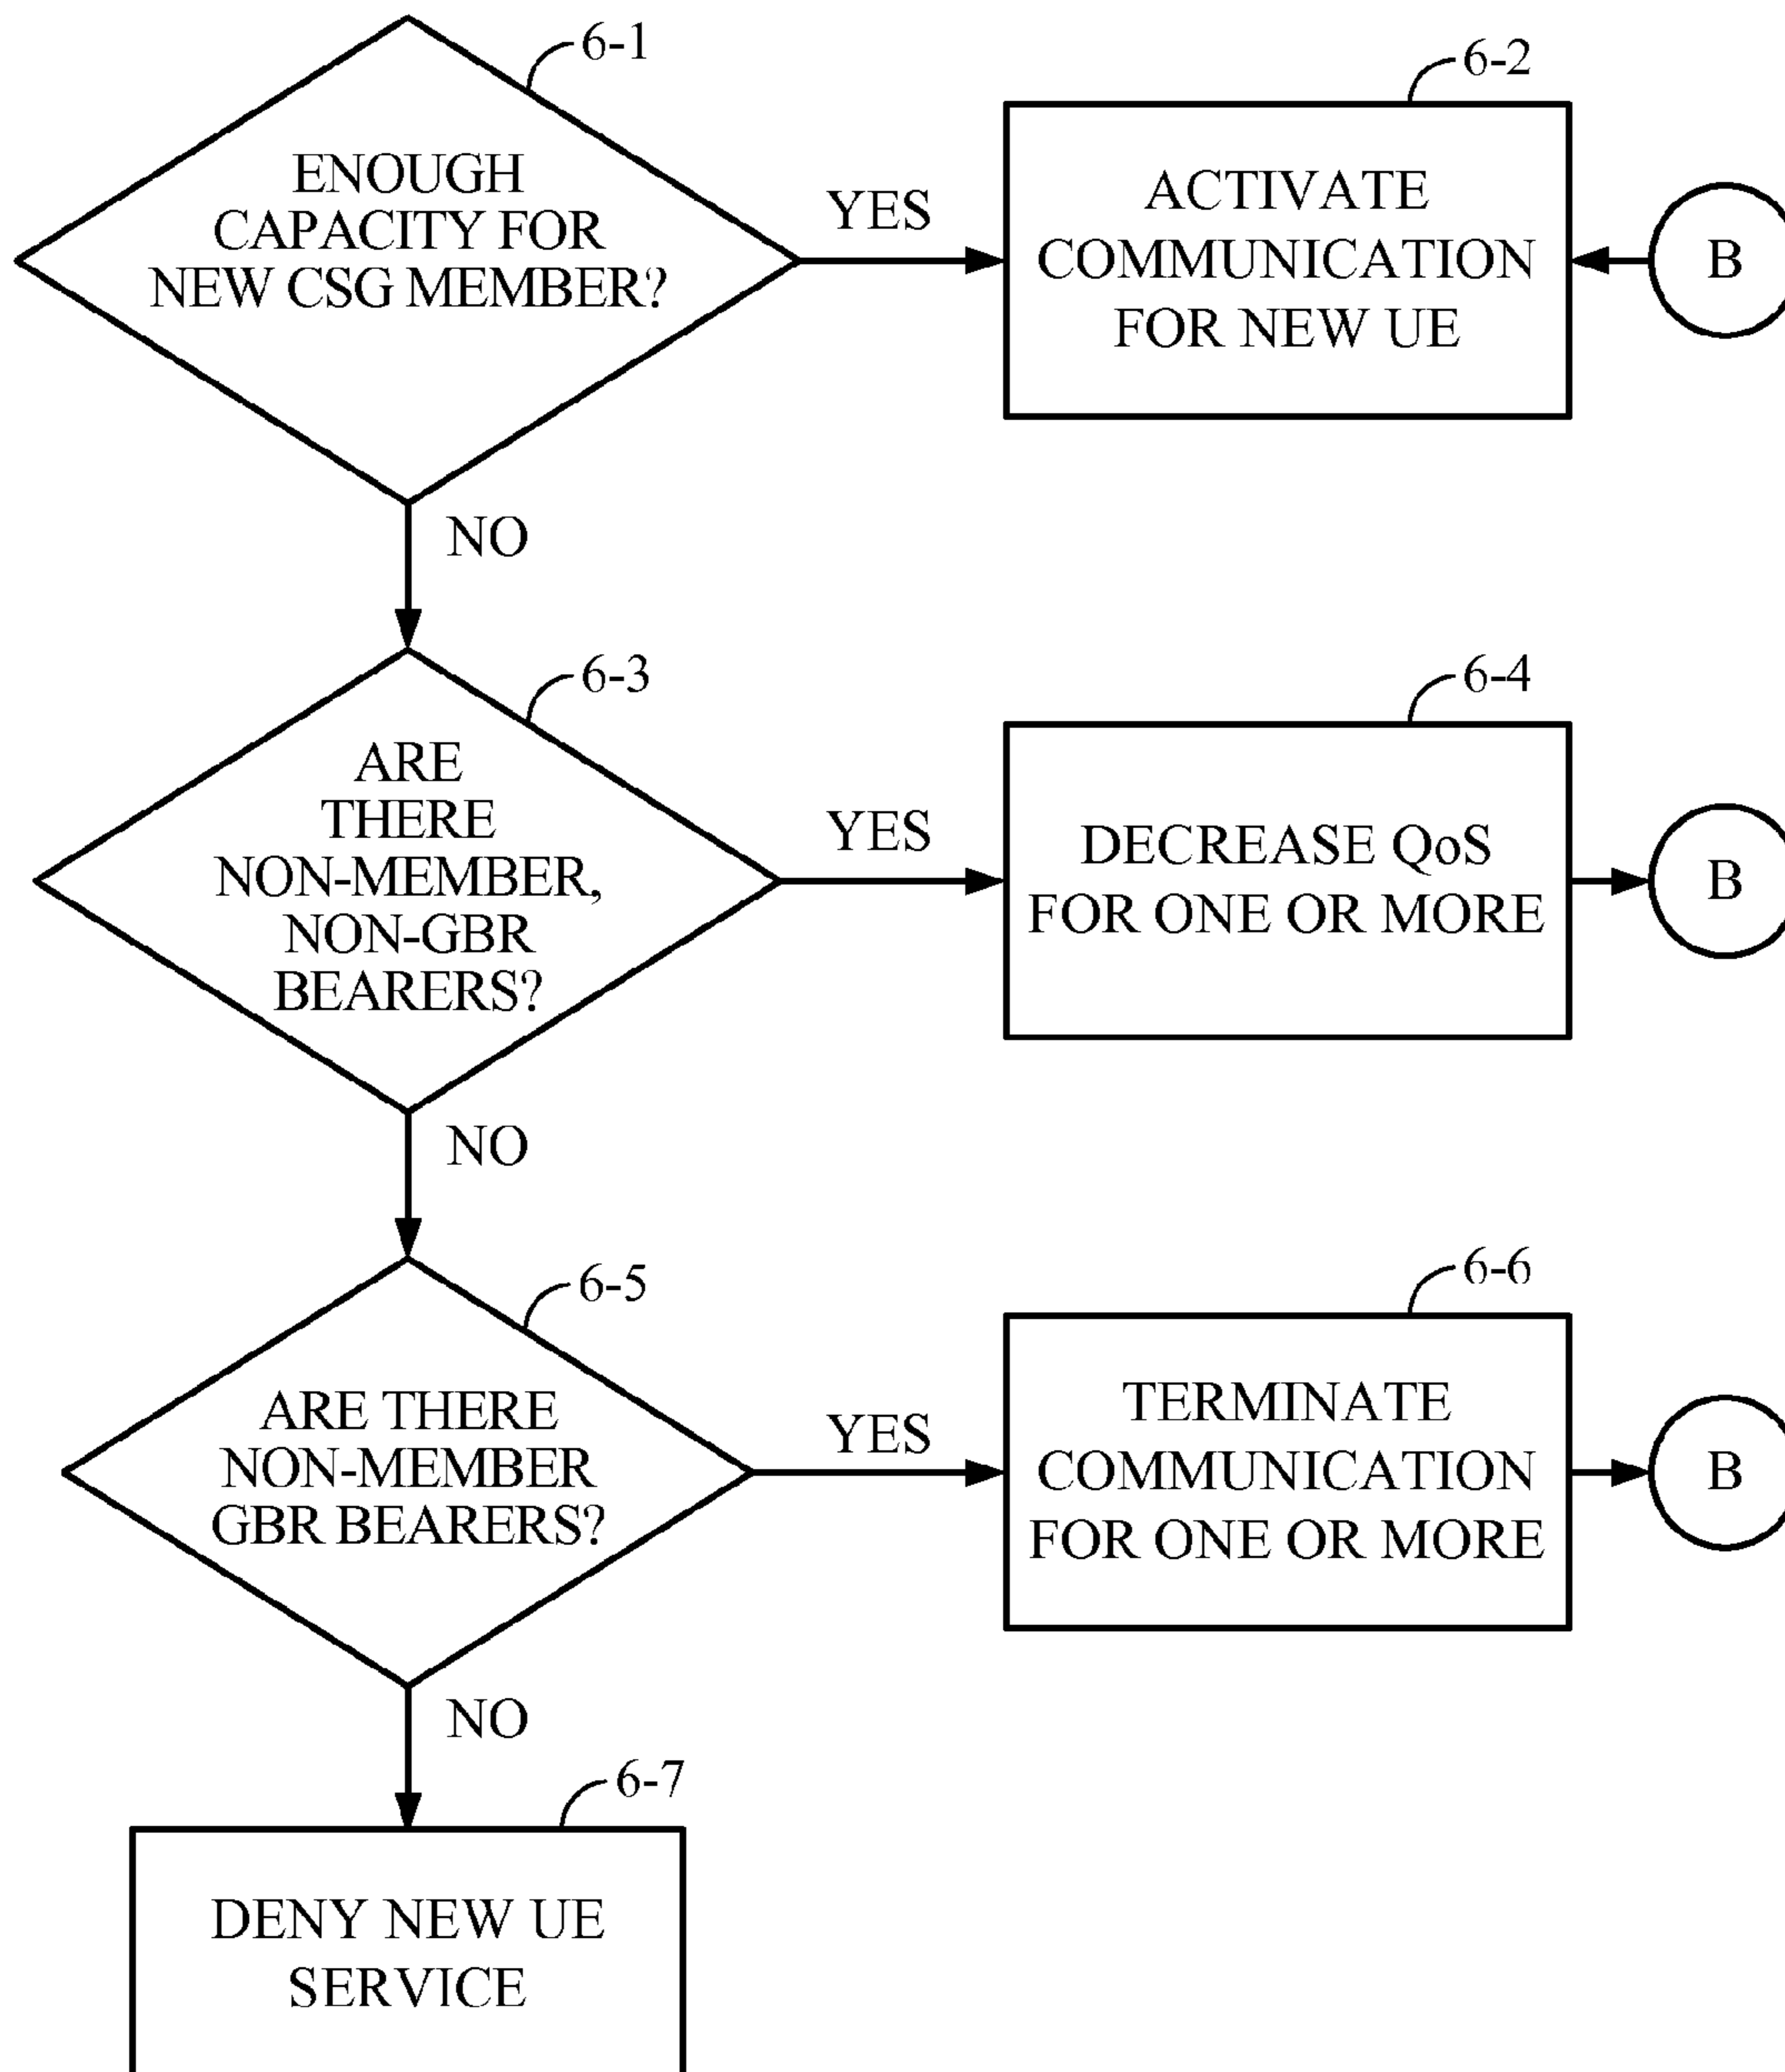 6-1
ENOUGH
CAPACITY FOR
NEW CSG MEMBER?
YES
6-2
ACTIVATE
COMMUNICATION
FOR NEW UE
B
NO
6-3
ARE
THERE
NON-MEMBER,
NON-GBR
BEARERS?
YES
6-4
DECREASE QoS
FOR ONE OR MORE
B
NO
6-5
ARE THERE
NON-MEMBER
GBR BEARERS?
YES
6-6
TERMINATE
COMMUNICATION
FOR ONE OR MORE
B
NO
6-7
DENY NEW UE
SERVICE